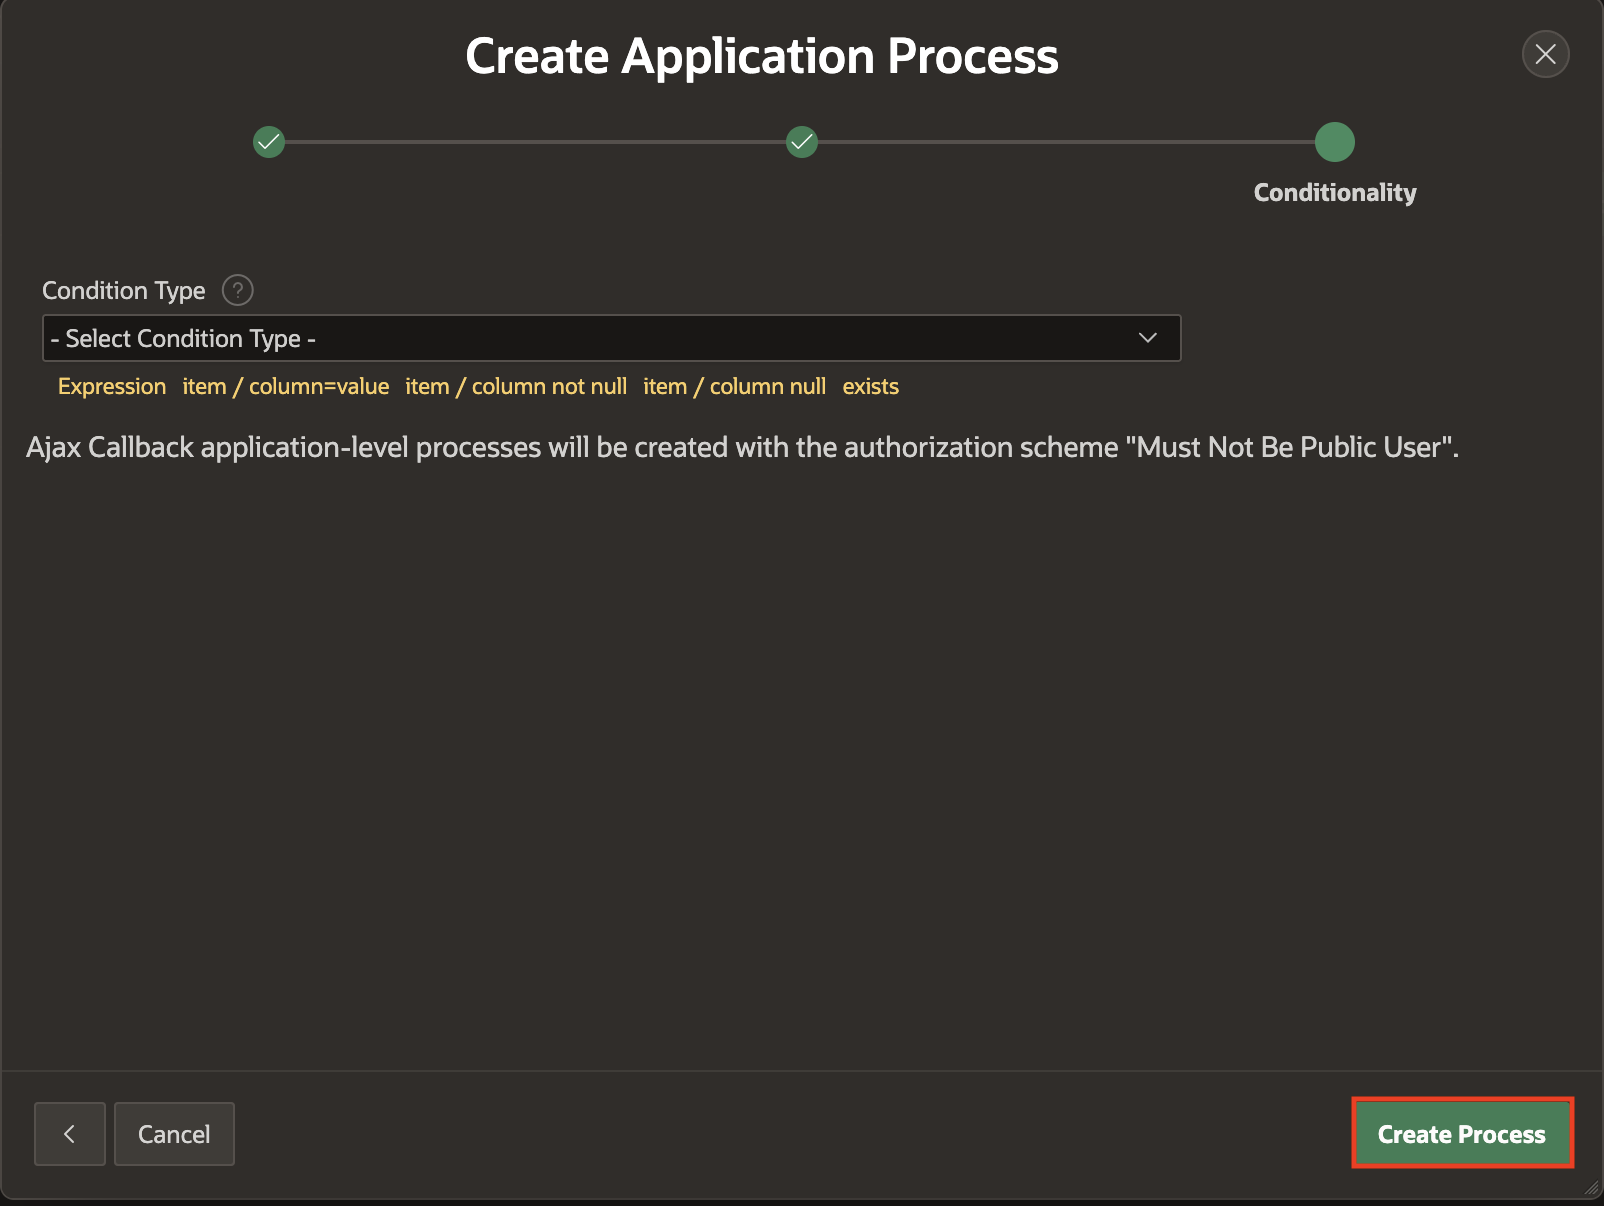 Create Application Process
Conditionality
Condition Type ?
- Select Condition Type -
Expression item / column=value item / column not null item / column null exists
Ajax Callback application-level processes will be created with the authorization scheme "Must Not Be Public User".
Cancel
Create Process